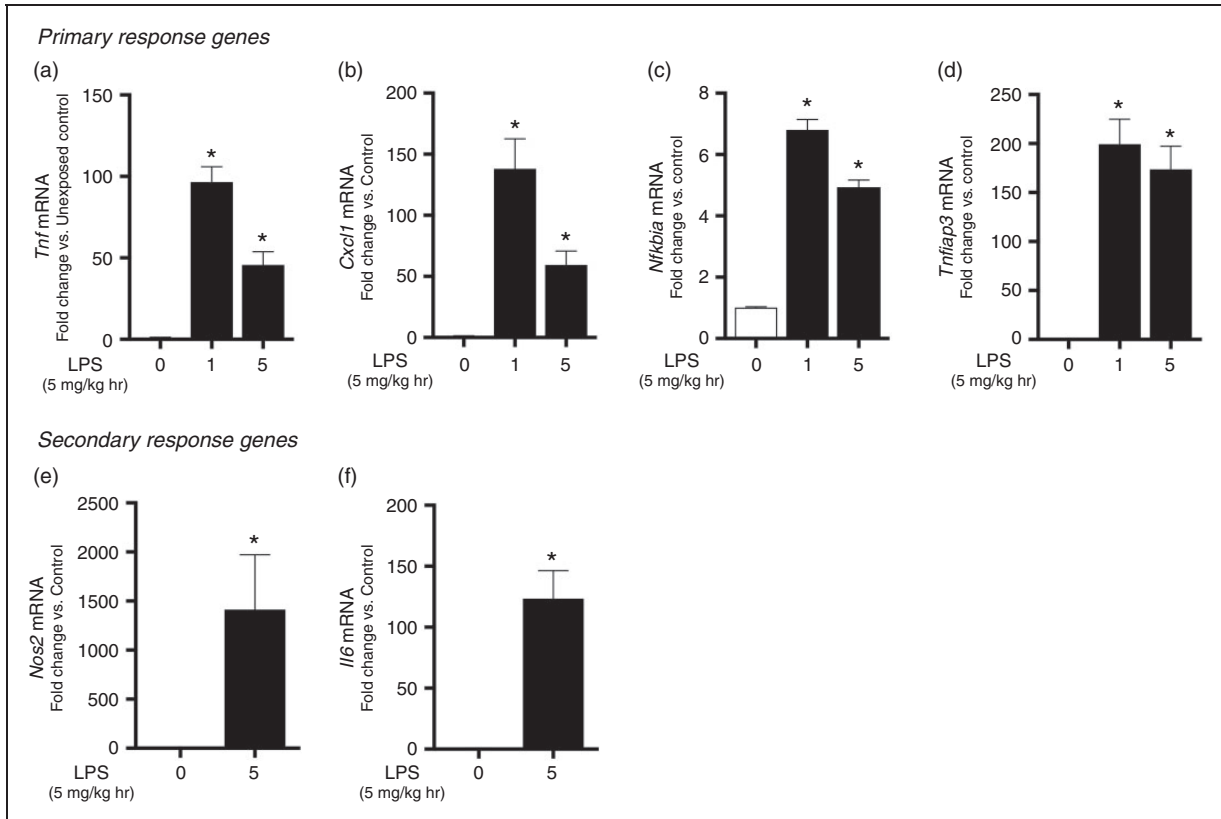 Primary response genes
(a)
Tnf mRNA
Fold change vs. Unexposed control
150
100
50
0
*
*
LPS
(5 mg/kg hr)
0 1 5
(b)
Cxcl1 mRNA
Fold change vs. Control
200
150
100
50
0
*
*
LPS
(5 mg/kg hr)
0 1 5
(c)
Nfkbia mRNA
Fold change vs. control
8
6
4
2
0
*
*
LPS
(5 mg/kg hr)
0 1 5
(d)
Tnfiap3 mRNA
Fold change vs. control
250
200
150
100
50
0
*
*
LPS
(5 mg/kg hr)
0 1 5
Secondary response genes
(e)
Nos2 mRNA
Fold change vs. Control
2500
2000
1500
1000
500
0
*
LPS
(5 mg/kg hr)
0 5
(f)
Il6 mRNA
Fold change vs. Control
200
150
100
50
0
*
LPS
(5 mg/kg hr)
0 5